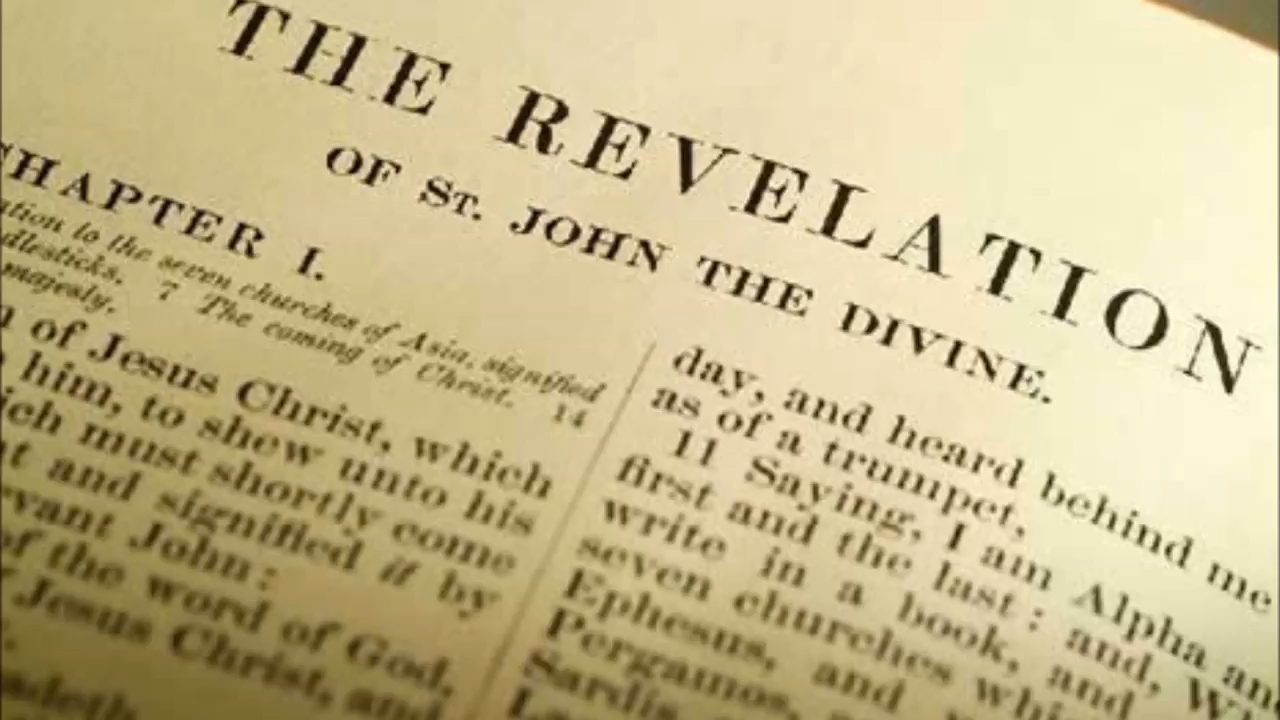 THE REVELATION
OF ST. JOHN THE DIVINE.
HAPTER I.
ation to the seven churches of Asia, signified
dlesticks. 7 The coming of Christ. 14
majesty.
of Jesus Christ, which
him, to shew unto his
ich must shortly come
and signified it by
vant John:
of the word of God,
Jesus Christ, and
adeth
day, and heard behind me
as of a trumpet,
11 Saying, I am Alpha an
first and the last: and, W
write in a book, and
seven churches whi
Ephesus, and
Pergamos, and
Sardis